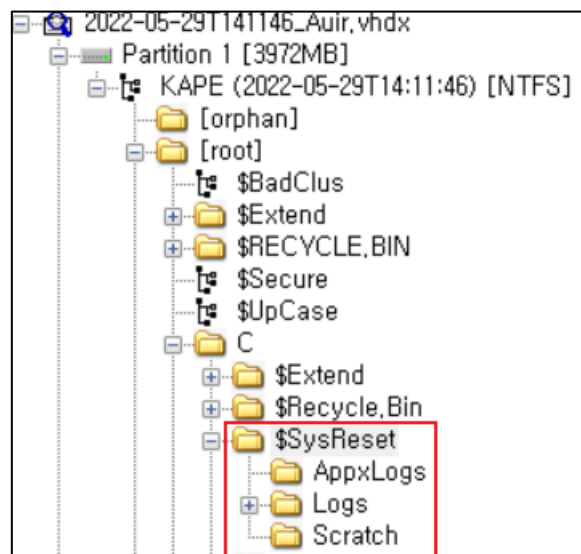 2022-05-29T141146_Auir,vhdx
Partition 1 [3972MB]
KAPE (2022-05-29T14:11:46) [NTFS]
[orphan]
[root]
$BadClus
$Extend
$RECYCLE,BIN
$Secure
$UpCase
C
$Extend
$Recycle,Bin
$SysReset
AppxLogs
Logs
Scratch